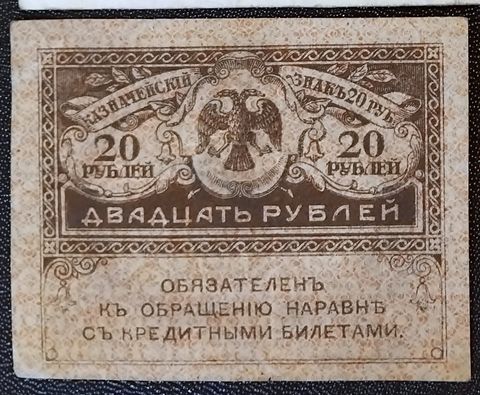 КАЗНАЧЕЙСКІЙ ЗНАКЪ 20 РУБ.
20 РУБЛЕЙ
20 РУБЛЕЙ
ДВАДЦАТЬ РУБЛЕЙ
ОБЯЗАТЕЛЕНЪ
КЪ ОБРАЩЕНІЮ НАРАВНѢ
СЪ КРЕДИТНЫМИ БИЛЕТАМИ.